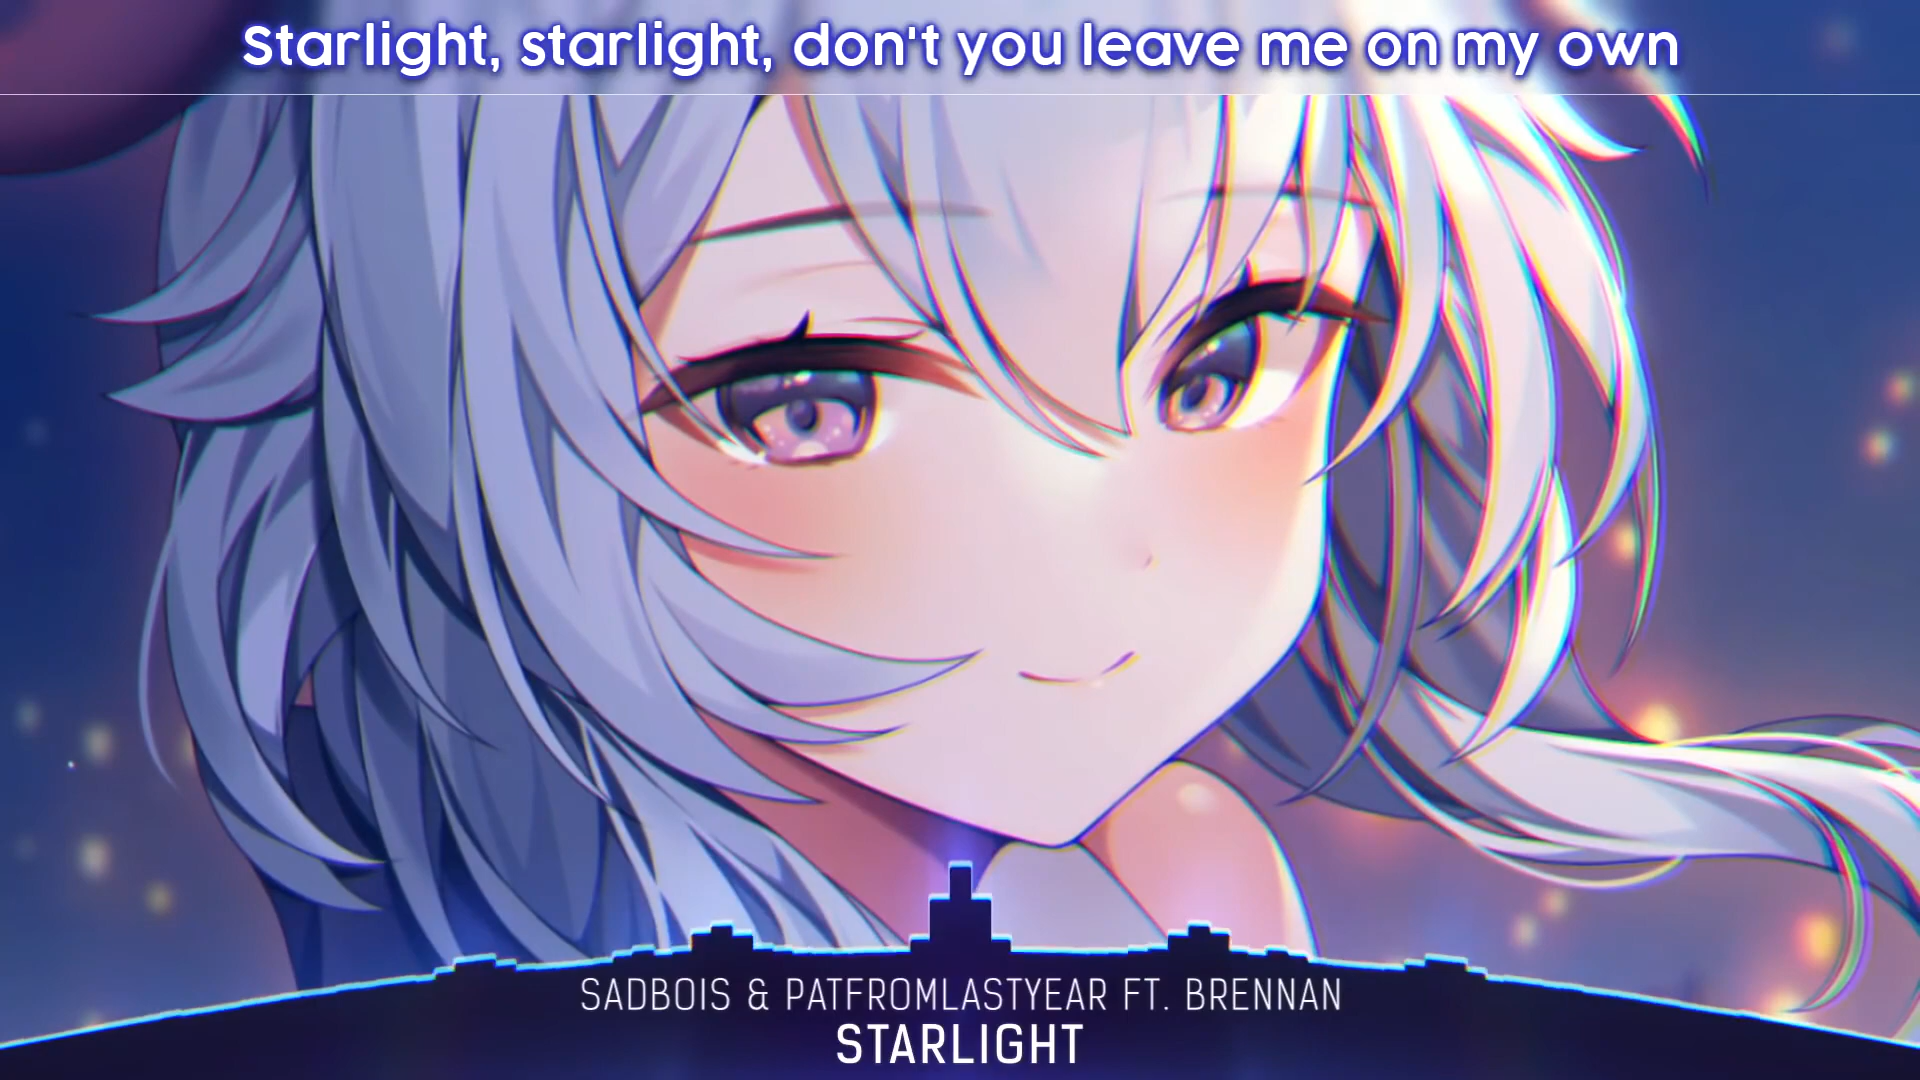 Starlight, starlight, don't you leave me on my own
SADBOIS & PATFROMLASTYEAR FT. BRENNAN
STARLIGHT